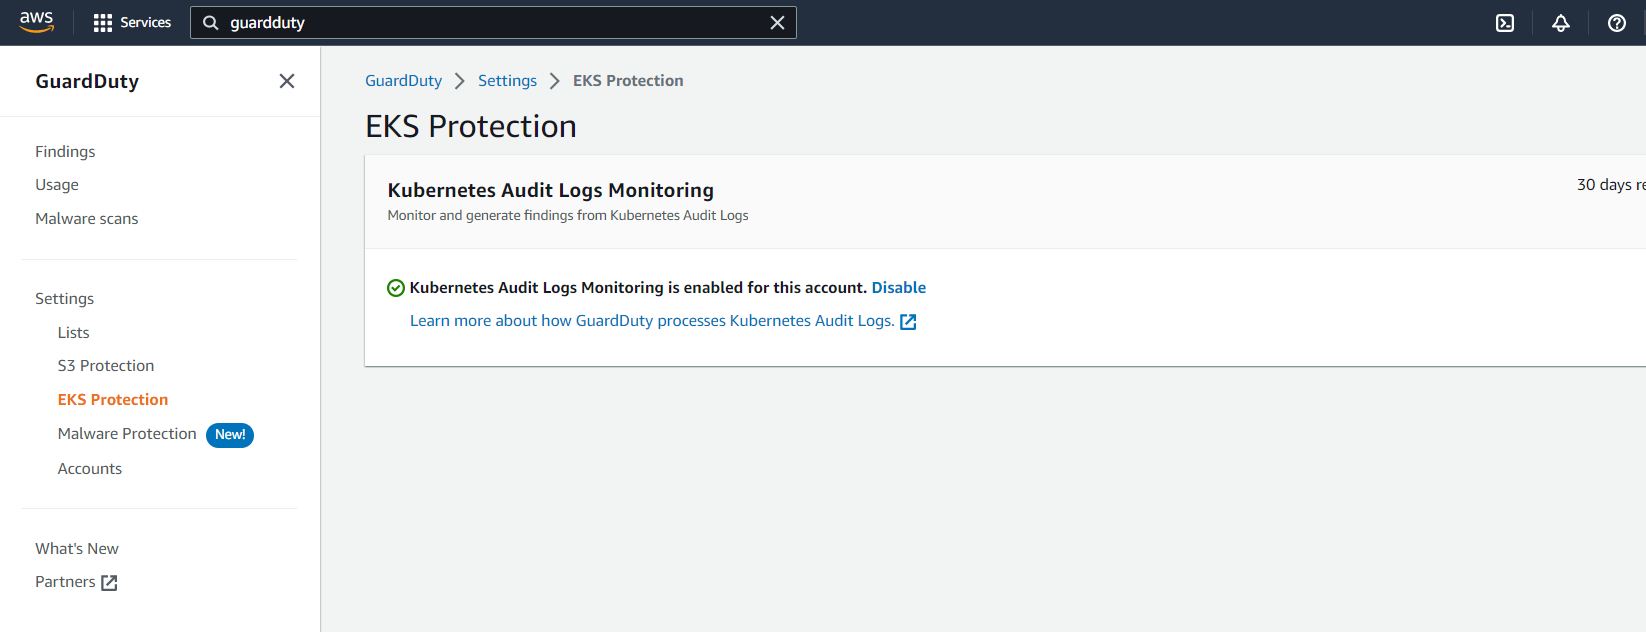 aws
Services
guardduty
GuardDuty
Findings
Usage
Malware scans
Settings
Lists
S3 Protection
EKS Protection
Malware Protection New!
Accounts
What's New
Partners
GuardDuty Settings EKS Protection
EKS Protection
Kubernetes Audit Logs Monitoring
Monitor and generate findings from Kubernetes Audit Logs
30 days re
Kubernetes Audit Logs Monitoring is enabled for this account. Disable
Learn more about how GuardDuty processes Kubernetes Audit Logs.